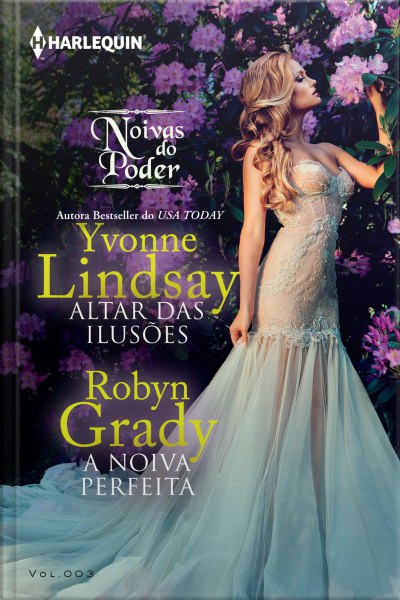 HARLEQUIN
Noivas
do
Poder
Autora Bestseller do USA TODAY
Yvonne
Lindsay
ALTAR DAS
ILUSÕES
Robyn
Grady
A NOIVA
PERFEITA
Vol.003